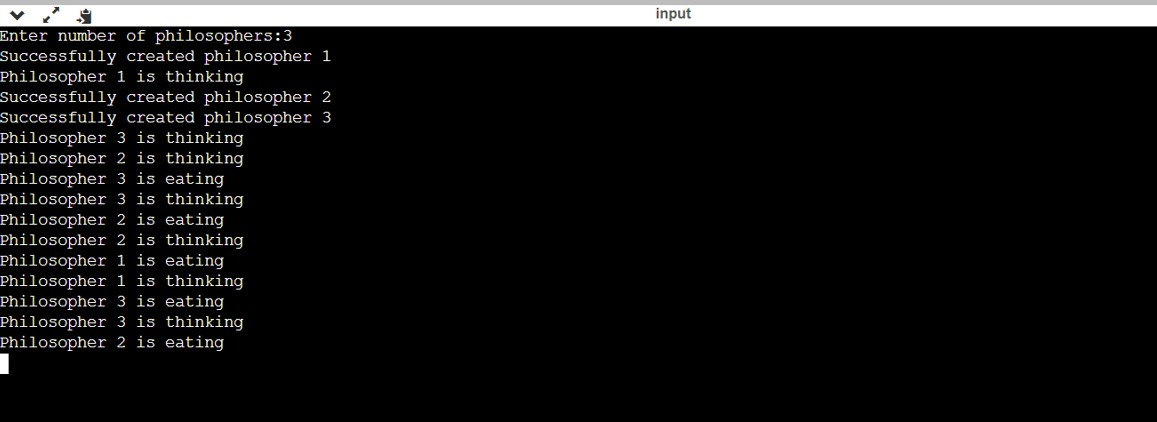 input
Enter number of philosophers:3
Successfully created philosopher 1
Philosopher 1 is thinking
Successfully created philosopher 2
Successfully created philosopher 3
Philosopher 3 is thinking
Philosopher 2 is thinking
Philosopher 3 is eating
Philosopher 3 is thinking
Philosopher 2 is eating
Philosopher 2 is thinking
Philosopher 1 is eating
Philosopher 1 is thinking
Philosopher 3 is eating
Philosopher 3 is thinking
Philosopher 2 is eating